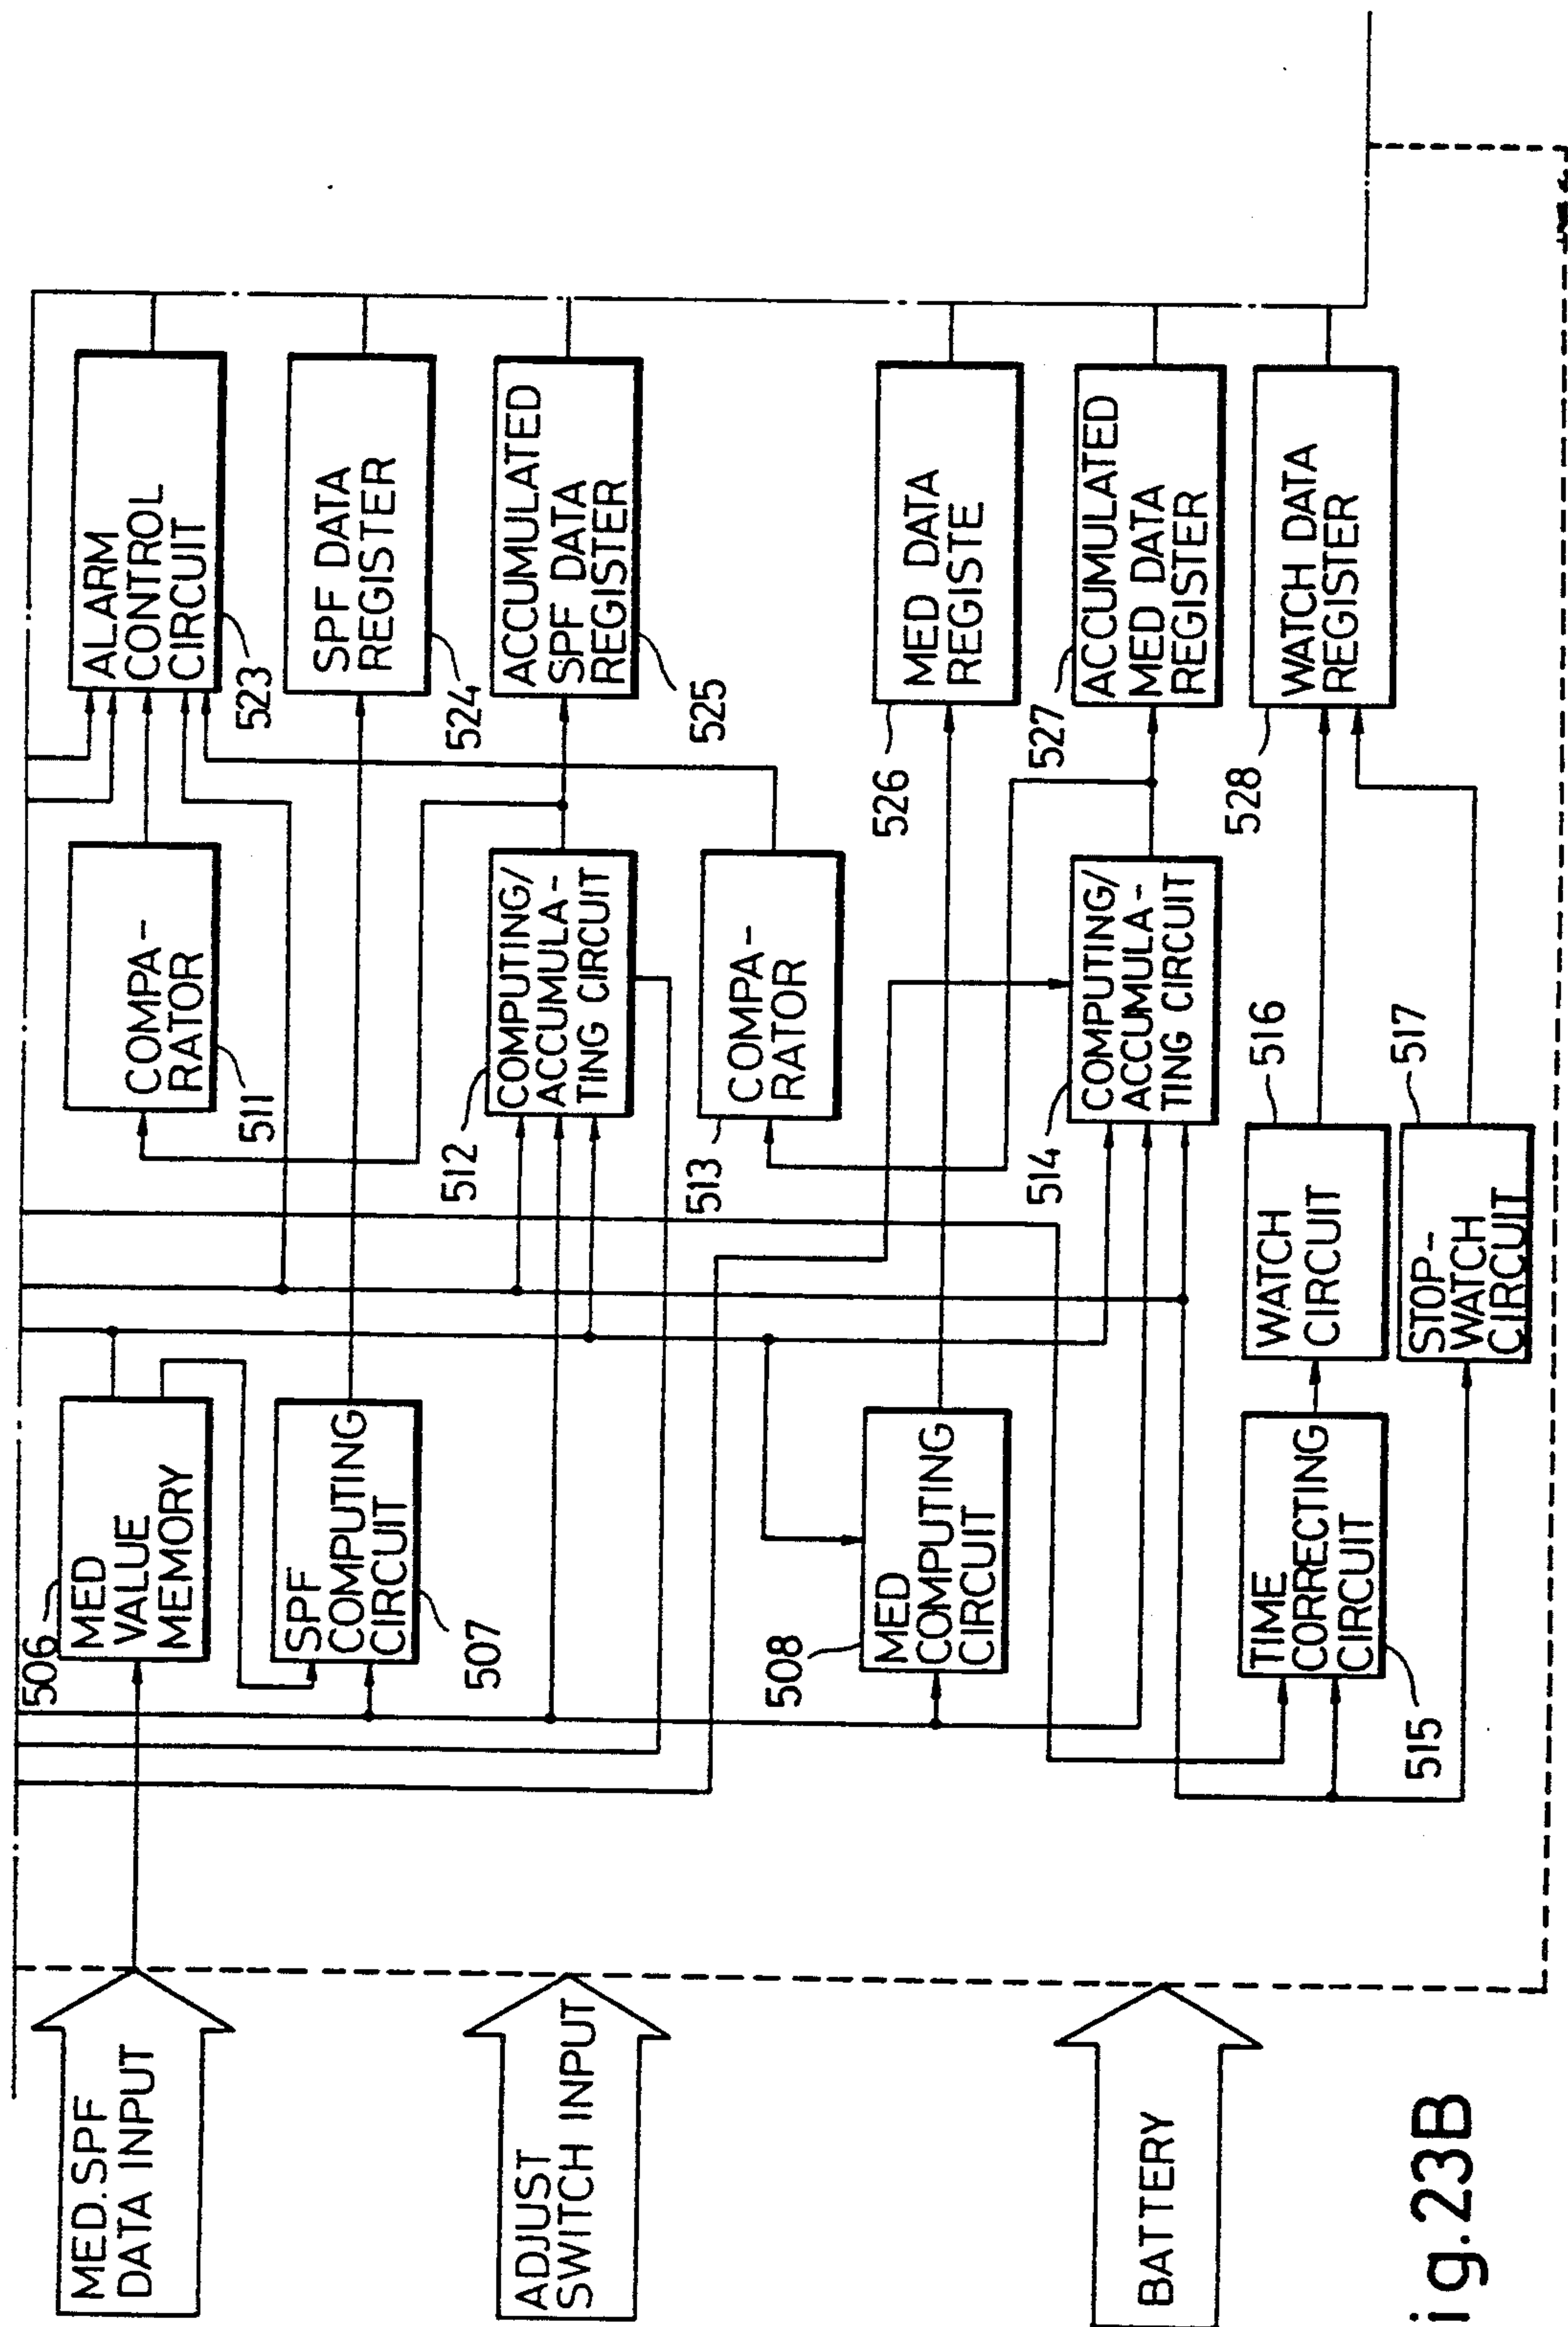 MED.SPF
DATA INPUT
ADJUST
SWITCH INPUT
BATTERY
506
MED
VALUE
MEMORY
SPF
COMPUTING
CIRCUIT
507
508
MED
COMPUTING
CIRCUIT
TIME
CORRECTING
CIRCUIT
515
COMPA-
RATOR
511
512
COMPUTING/
ACCUMULA-
TING CIRCUIT
513
COMPA-
RATOR
514
COMPUTING/
ACCUMULA-
TING CIRCUIT
516
WATCH
CIRCUIT
517
STOP-
WATCH
CIRCUIT
ALARM
CONTROL
CIRCUIT
523
SPF DATA
REGISTER
524
ACCUMULATED
SPF DATA
REGISTER
525
526
MED DATA
REGISTE
527
ACCUMULATED
MED DATA
REGISTER
528
WATCH DATA
REGISTER
ig.23B